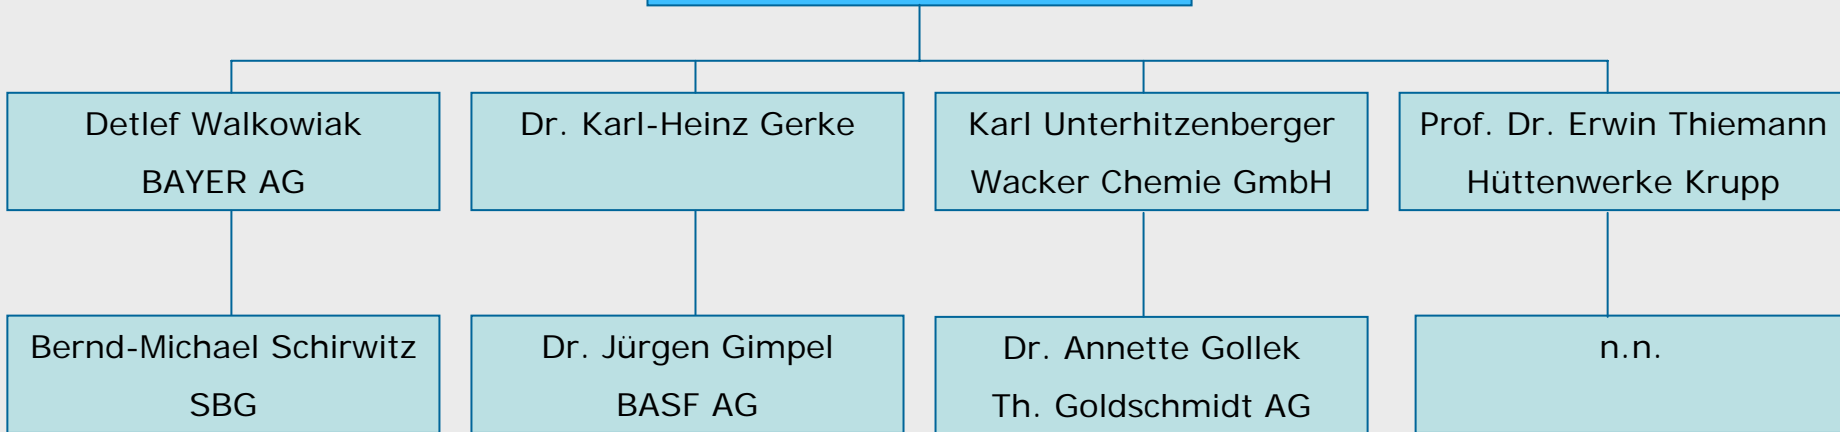 Detlef Walkowiak
BAYER AG
Dr. Karl-Heinz Gerke
Karl Unterhitzenberger
Wacker Chemie GmbH
Prof. Dr. Erwin Thiemann
Hüttenwerke Krupp
Bernd-Michael Schirwitz
SBG
Dr. Jürgen Gimpel
BASF AG
Dr. Annette Gollek
Th. Goldschmidt AG
n.n.